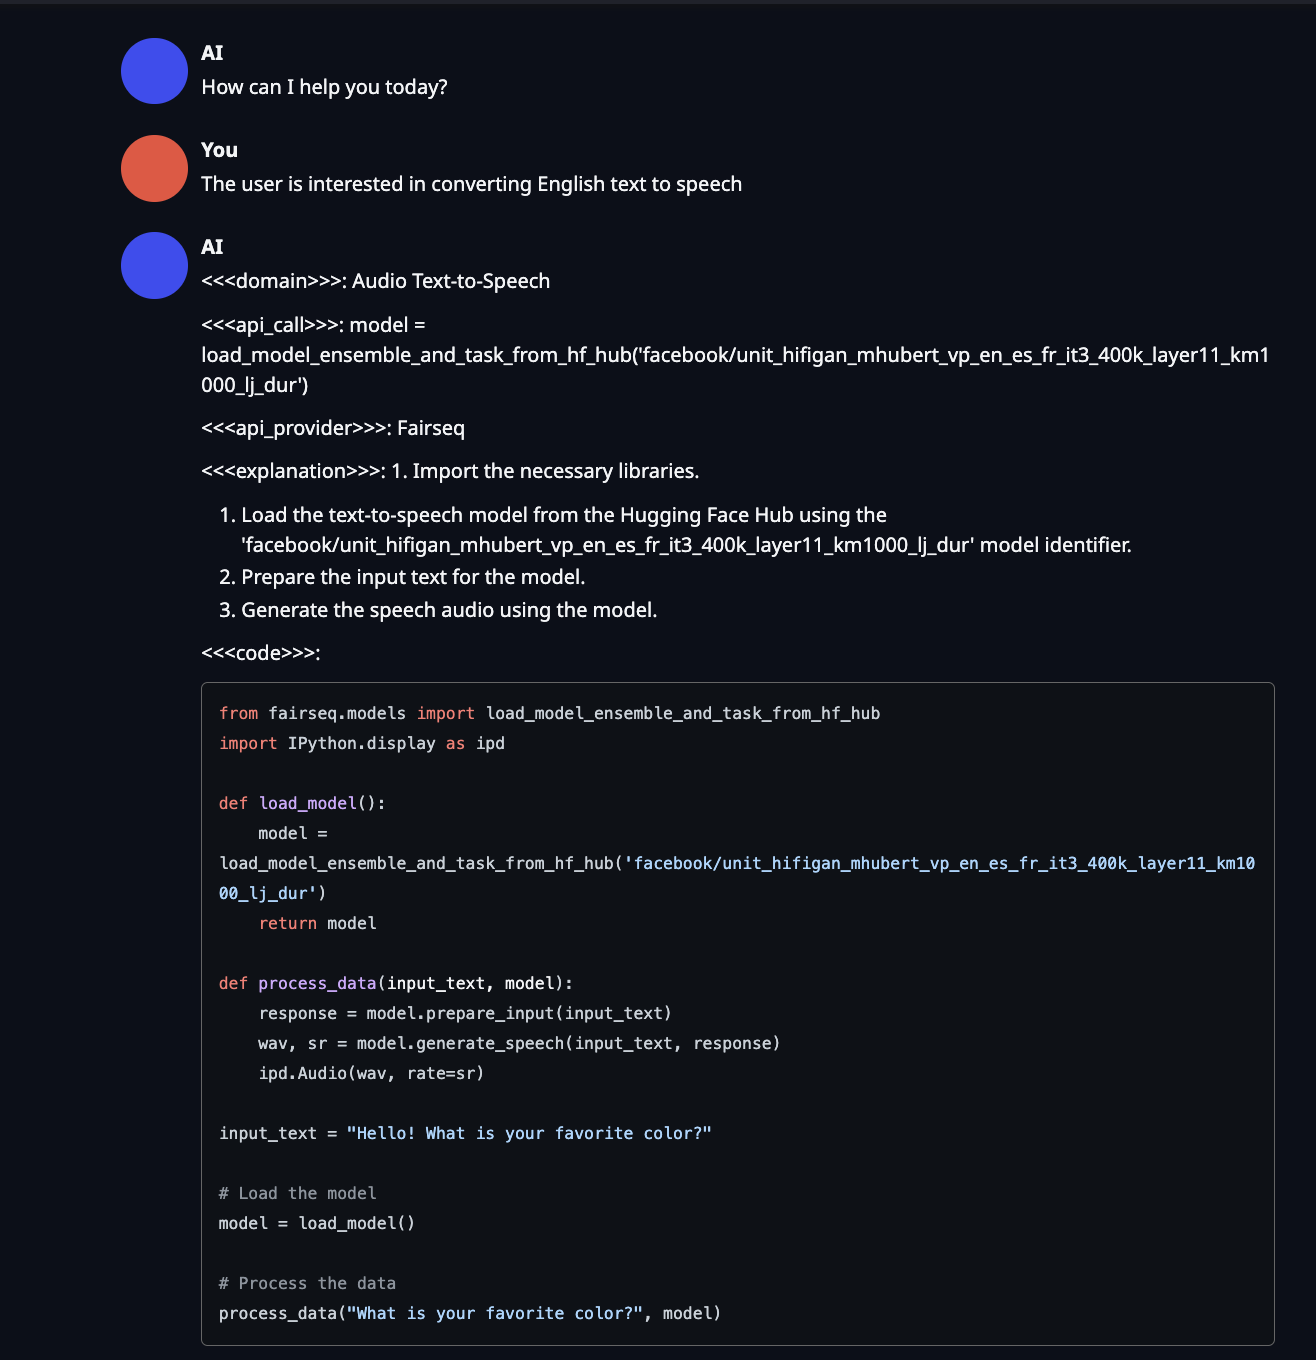 AI
How can I help you today?
You
The user is interested in converting English text to speech
AI
<<<domain>>>: Audio Text-to-Speech
<<<api_call>>>: model =
load_model_ensemble_and_task_from_hf_hub('facebook/unit_hifigan_mhubert_vp_en_es_fr_it3_400k_layer11_km1
000_lj_dur')
<<<api_provider>>>: Fairseq
<<<explanation>>>: 1. Import the necessary libraries.
1. Load the text-to-speech model from the Hugging Face Hub using the
'facebook/unit_hifigan_mhubert_vp_en_es_fr_it3_400k_layer11_km1000_lj_dur' model identifier.
2. Prepare the input text for the model.
3. Generate the speech audio using the model.
<<<code>>>:
from fairseq.models import load_model_ensemble_and_task_from_hf_hub
import IPython.display as ipd
def load_model():
    model =
load_model_ensemble_and_task_from_hf_hub('facebook/unit_hifigan_mhubert_vp_en_es_fr_it3_400k_layer11_km10
00_lj_dur')
    return model
def process_data(input_text, model):
    response = model.prepare_input(input_text)
    wav, sr = model.generate_speech(input_text, response)
    ipd.Audio(wav, rate=sr)
input_text = "Hello! What is your favorite color?"
# Load the model
model = load_model()
# Process the data
process_data("What is your favorite color?", model)